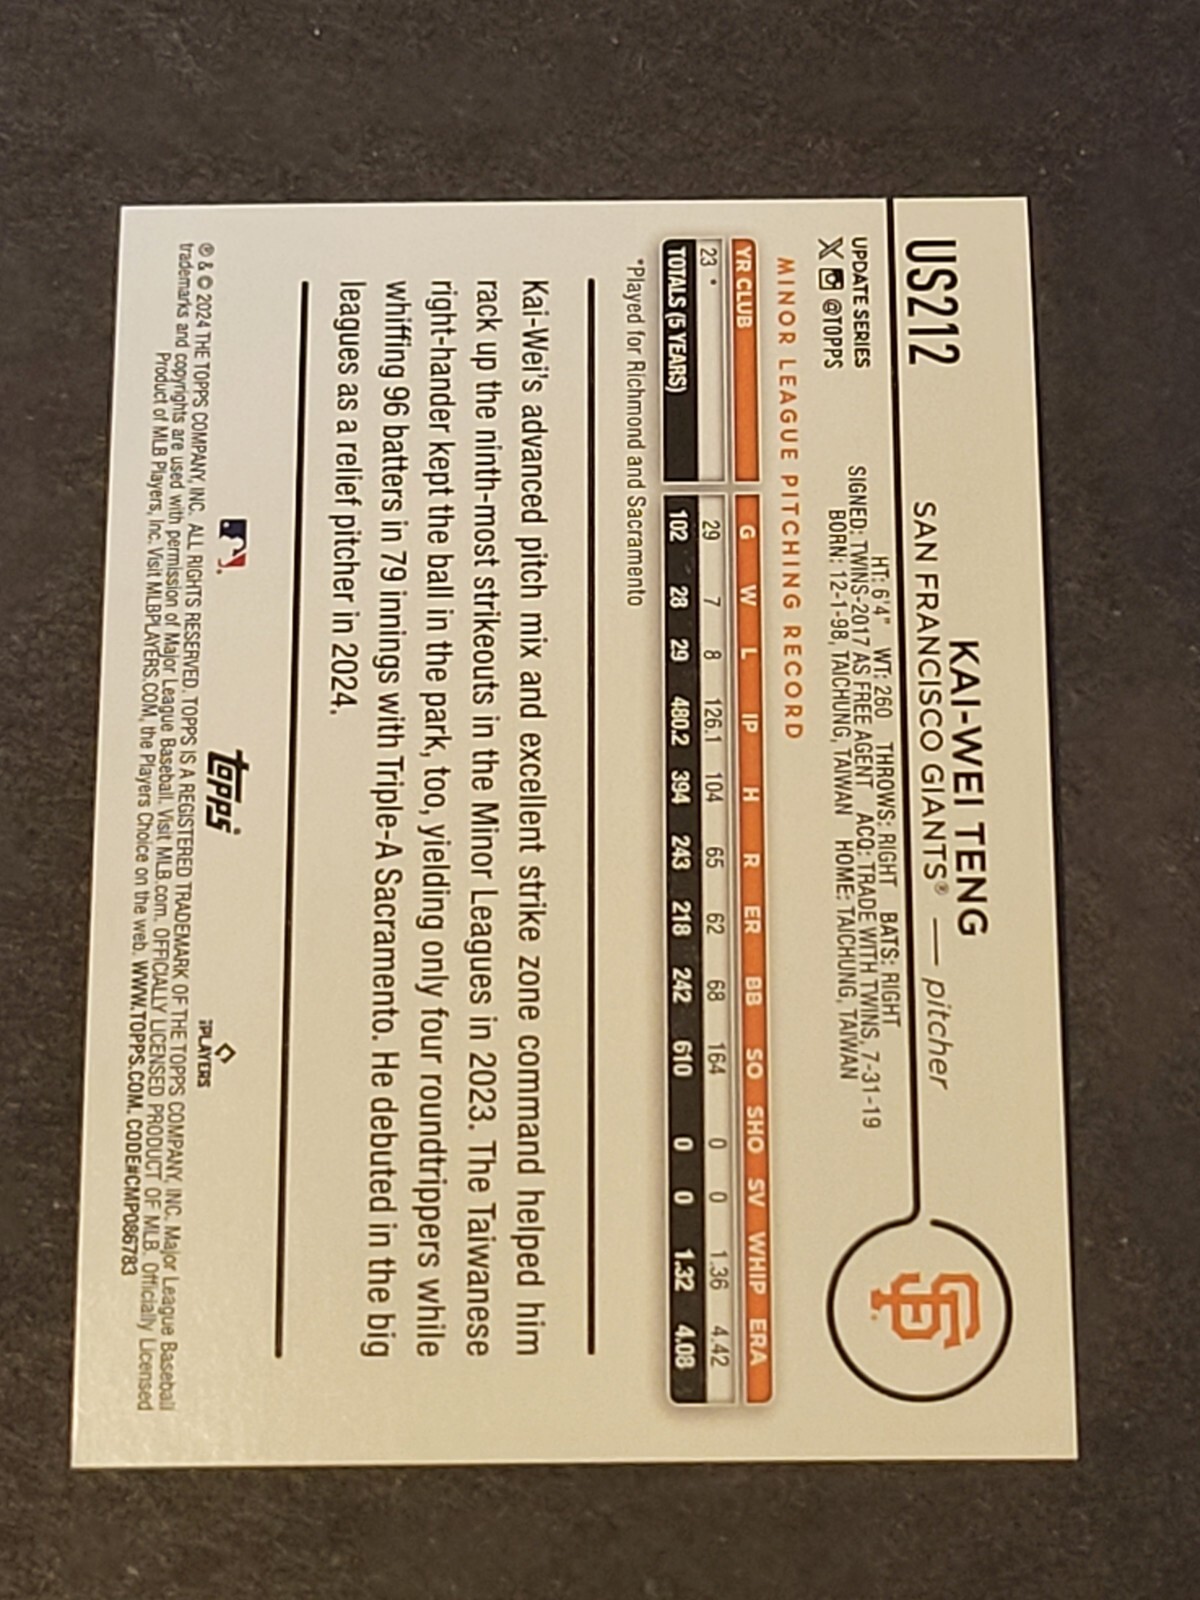 US212
KAI-WEI TENG
SAN FRANCISCO GIANTS® — pitcher
UPDATE SERIES
@TOPPS
HT: 6'4" WT: 260 THROWS: RIGHT BATS: RIGHT
SIGNED: TWINS-2017 AS FREE AGENT ACQ: TRADE WITH TWINS, 7-31-19
BORN: 12-1-98, TAICHUNG, TAIWAN HOME: TAICHUNG, TAIWAN
SF
MINOR LEAGUE PITCHING RECORD
YR CLUB G W L IP H R ER BB SO SHO SV WHIP ERA
23 * 29 7 8 126.1 104 65 62 68 164 0 0 1.36 4.42
TOTALS (5 YEARS) 102 28 29 480.2 394 243 218 242 610 0 0 1.32 4.08
*Played for Richmond and Sacramento
Kai-Wei's advanced pitch mix and excellent strike zone command helped him
rack up the ninth-most strikeouts in the Minor Leagues in 2023. The Taiwanese
right-hander kept the ball in the park, too, yielding only four roundtrippers while
whiffing 96 batters in 79 innings with Triple-A Sacramento. He debuted in the big
leagues as a relief pitcher in 2024.
topps
PLAYERS
® & © 2024 THE TOPPS COMPANY, INC. ALL RIGHTS RESERVED. TOPPS IS A REGISTERED TRADEMARK OF THE TOPPS COMPANY, INC. Major League Baseball
trademarks and copyrights are used with permission of Major League Baseball. Visit MLB.com. OFFICIALLY LICENSED PRODUCT OF MLB. Officially Licensed
Product of MLB Players, Inc. Visit MLBPLAYERS.COM, the Players Choice on the web. WWW.TOPPS.COM. CODE#CMP086783